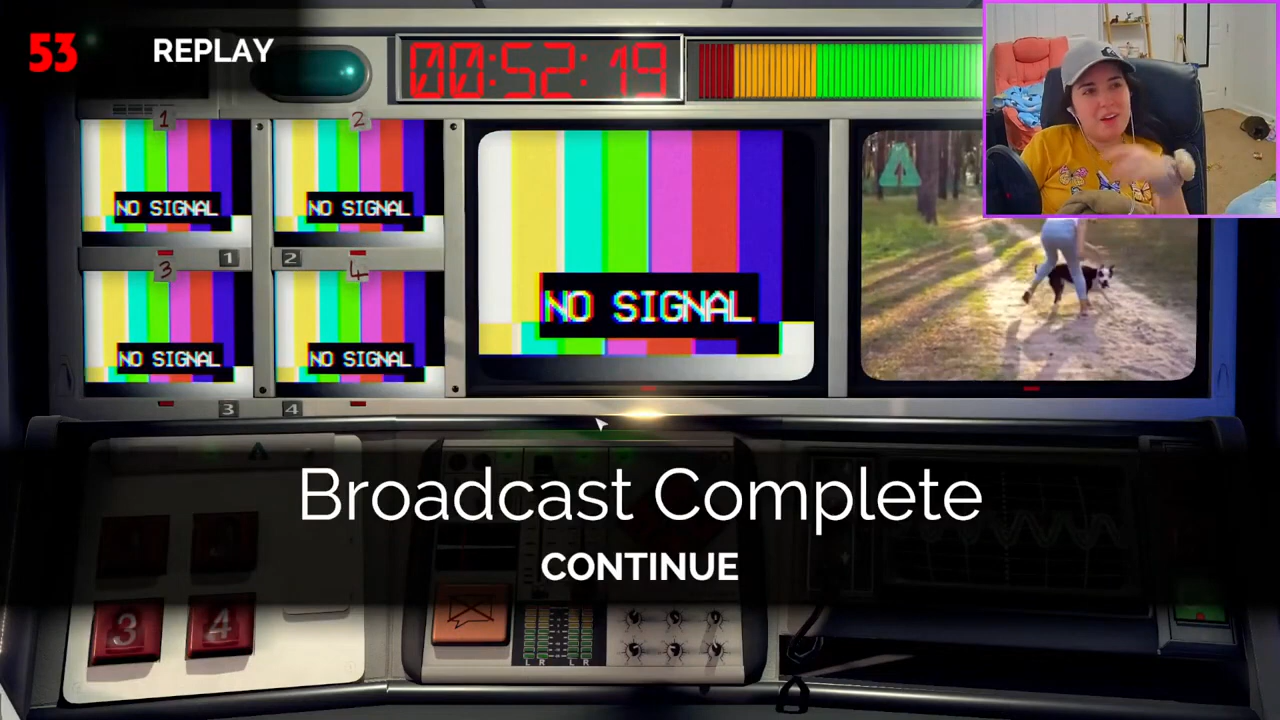 53
REPLAY
00:52:19
1
2
NO SIGNAL
NO SIGNAL
3
1
2
4
NO SIGNAL
NO SIGNAL
3
4
NO SIGNAL
Broadcast Complete
CONTINUE
3
4
L R L R